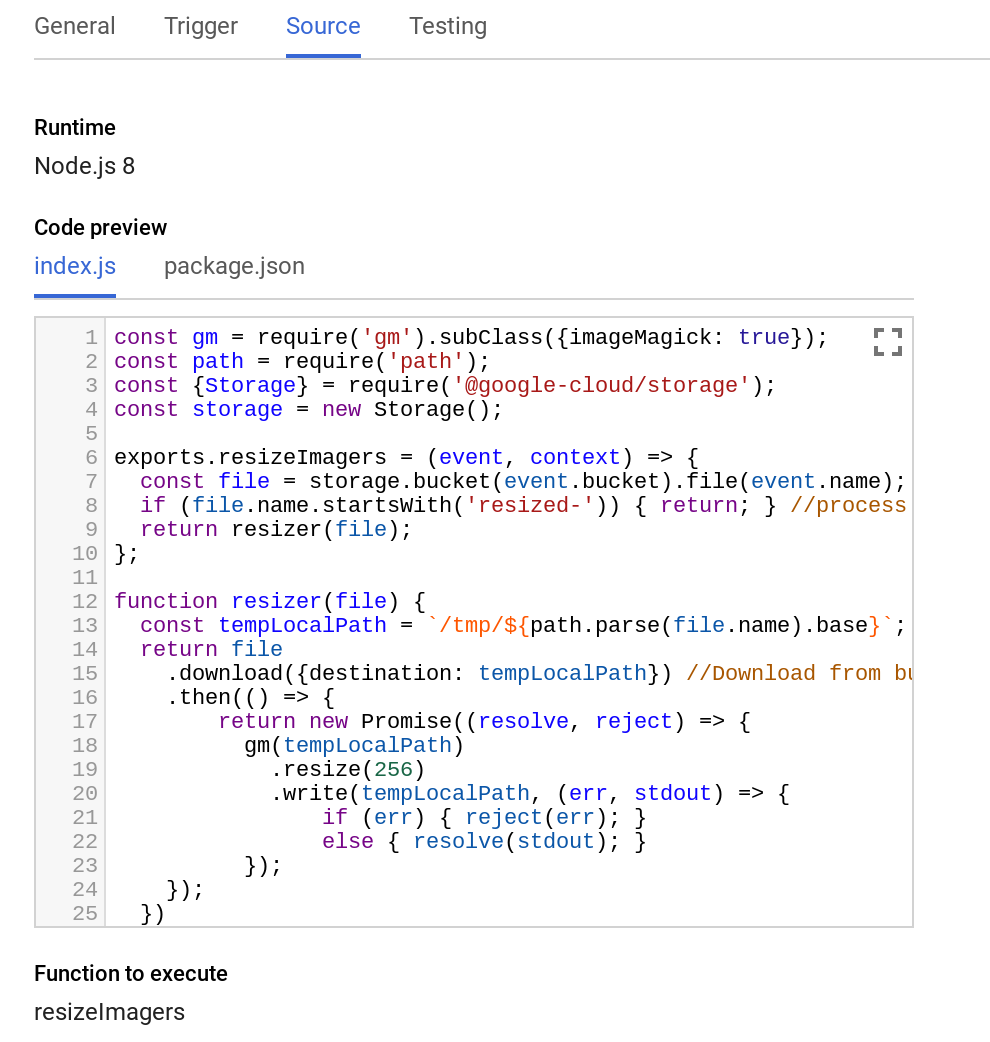 General Trigger Source Testing
Runtime
Node.js 8
Code preview
index.js package.json
1 const gm = require('gm').subClass({imageMagick: true});
2 const path = require('path');
3 const {Storage} = require('@google-cloud/storage');
4 const storage = new Storage();
5
6 exports.resizeImagers = (event, context) => {
7   const file = storage.bucket(event.bucket).file(event.name);
8   if (file.name.startsWith('resized-')) { return; } //process
9   return resizer(file);
10 };
11
12 function resizer(file) {
13   const tempLocalPath = `/tmp/${path.parse(file.name).base}`;
14   return file
15     .download({destination: tempLocalPath}) //Download from
16     .then(() => {
17         return new Promise((resolve, reject) => {
18           gm(tempLocalPath)
19             .resize(256)
20             .write(tempLocalPath, (err, stdout) => {
21                 if (err) { reject(err); }
22                 else { resolve(stdout); }
23           });
24     });
25   })
Function to execute
resizeImagers